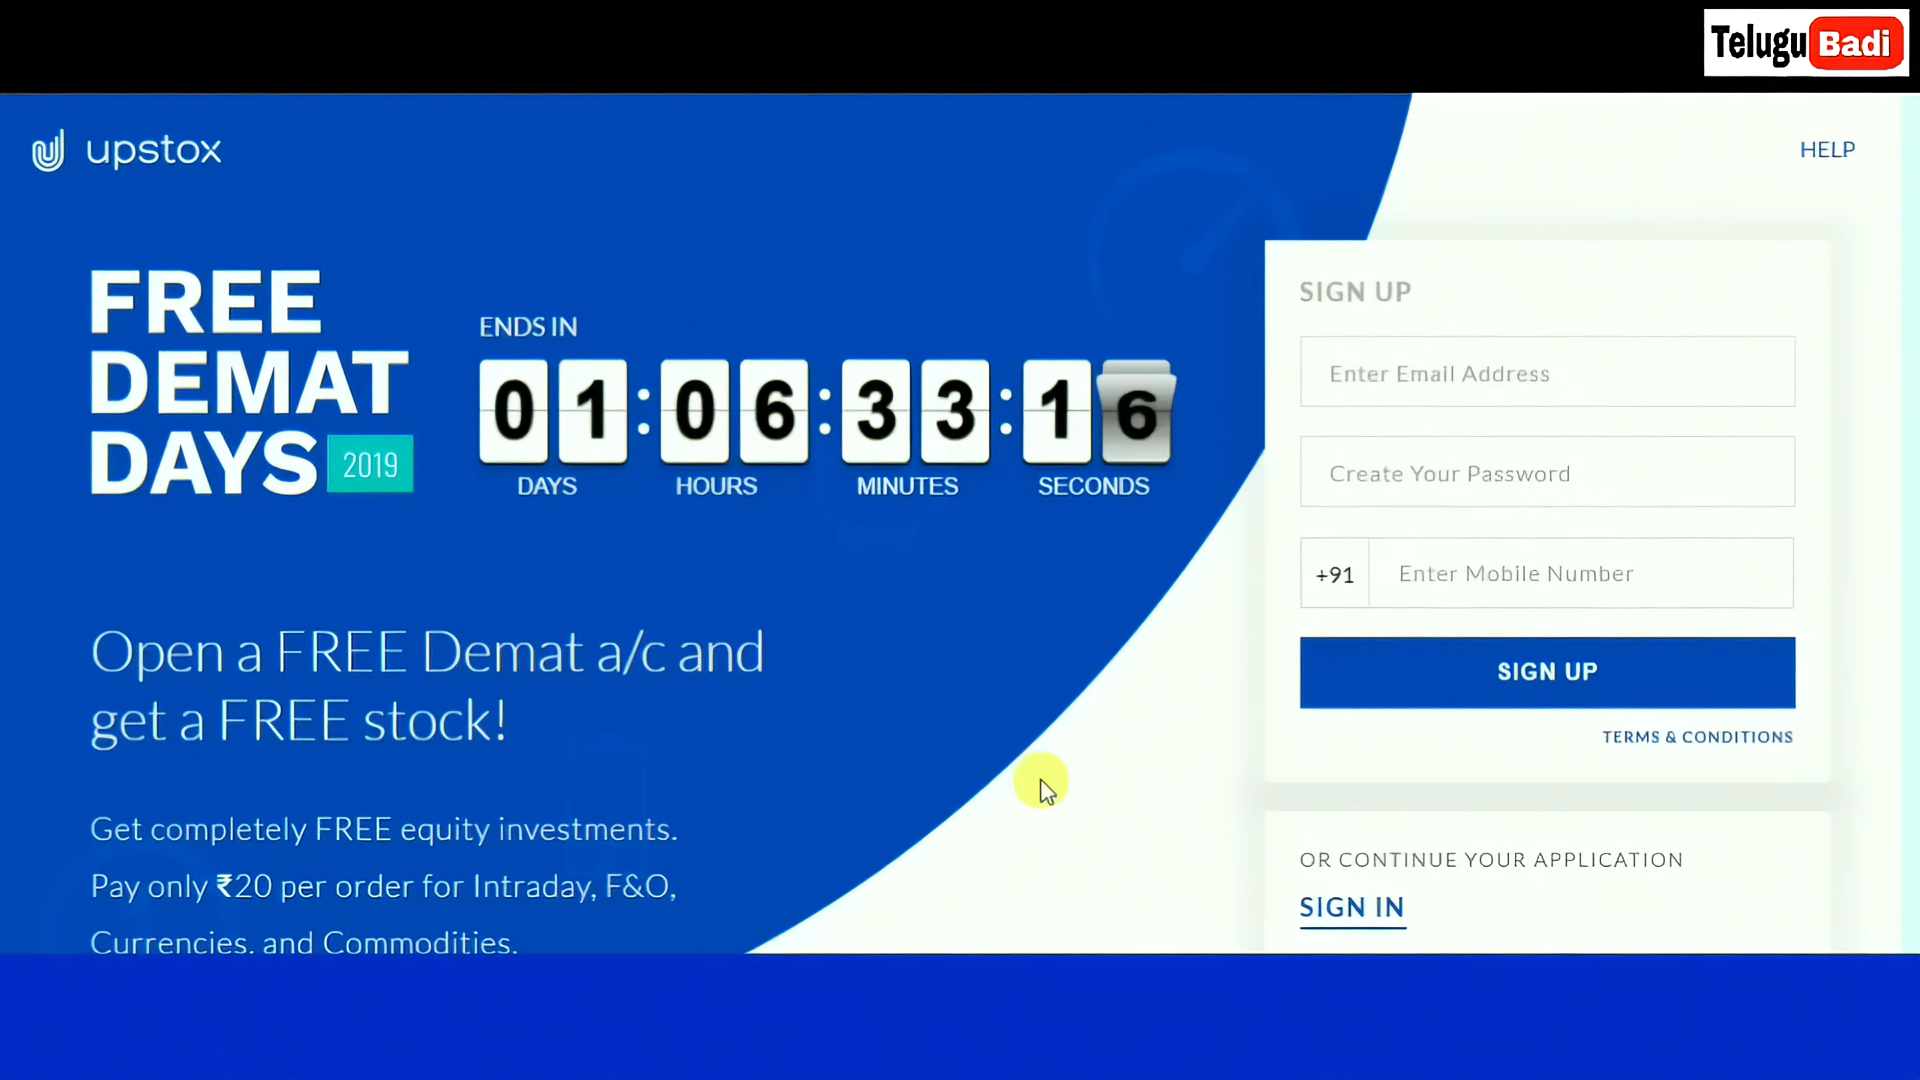 Telugu Badi
upstox
HELP
FREE
DEMAT
DAYS 2019
ENDS IN
01:06:33:16
DAYS HOURS MINUTES SECONDS
Open a FREE Demat a/c and
get a FREE stock!
Get completely FREE equity investments.
Pay only ₹20 per order for Intraday, F&O,
Currencies, and Commodities.
SIGN UP
Enter Email Address
Create Your Password
+91 Enter Mobile Number
SIGN UP
TERMS & CONDITIONS
OR CONTINUE YOUR APPLICATION
SIGN IN